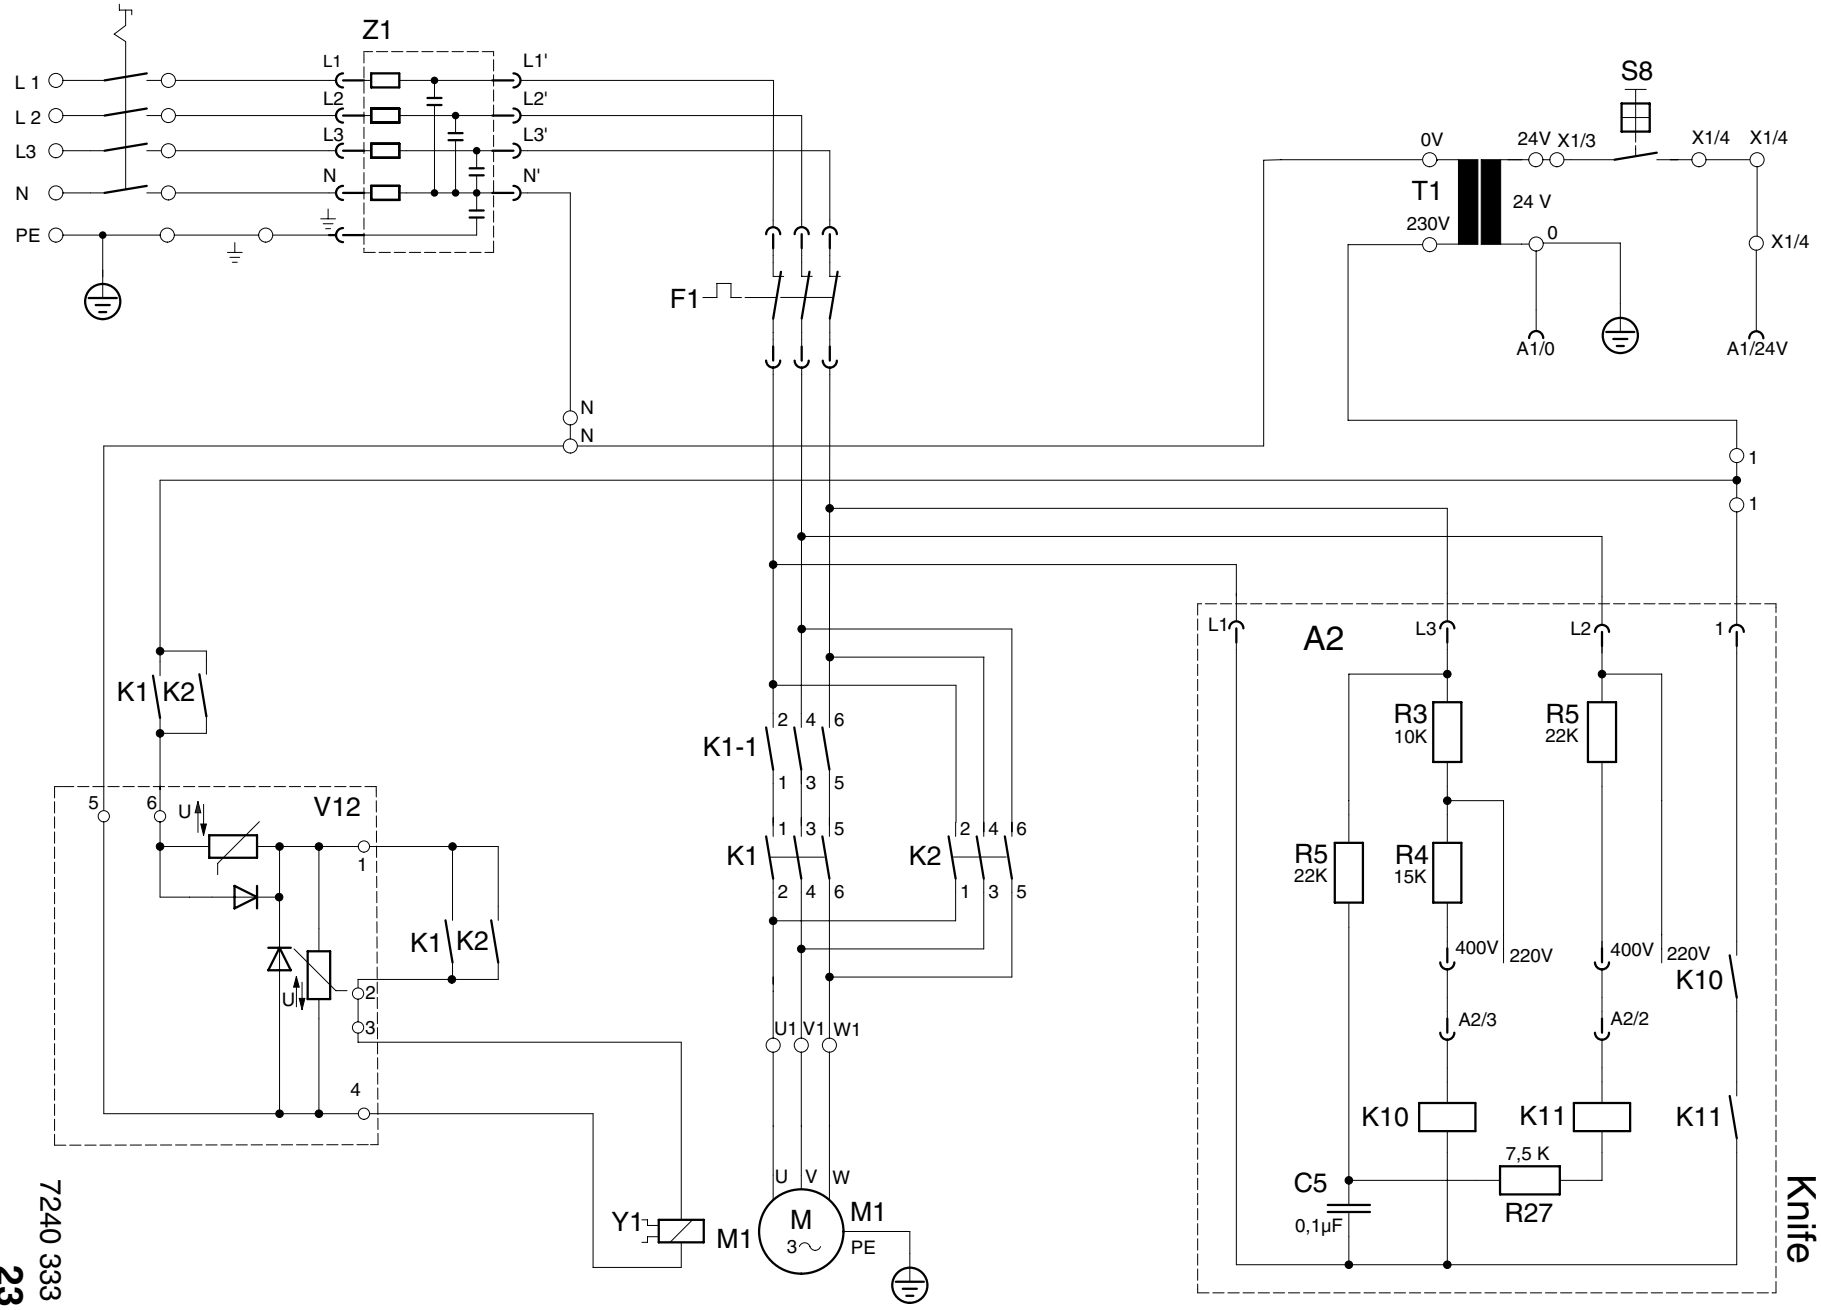 Z1
L 1
L1
L1'
L 2
L2
L2'
L3
L3
L3'
N
N
N'
PE
S8
0V
24V
X1/3
X1/4
X1/4
T1
24 V
230V
0
X1/4
F1
A1/0
A1/24V
N
N
1
1
L1
A2
L3
L2
1
K1
K2
2
4
6
K1-1
1
3
5
R3
10K
R5
22K
5
6
U
V12
1
3
5
2
4
6
K1
K2
2
4
6
1
3
5
1
R5
22K
R4
15K
K1
K2
400V
220V
400V
220V
K10
U
2
3
U1
V1
W1
A2/3
A2/2
4
K10
K11
K11
7,5 K
R27
C5
0,1µF
U
V
W
Y1
M1
M
3
M1
PE
Knife
7240 333
23